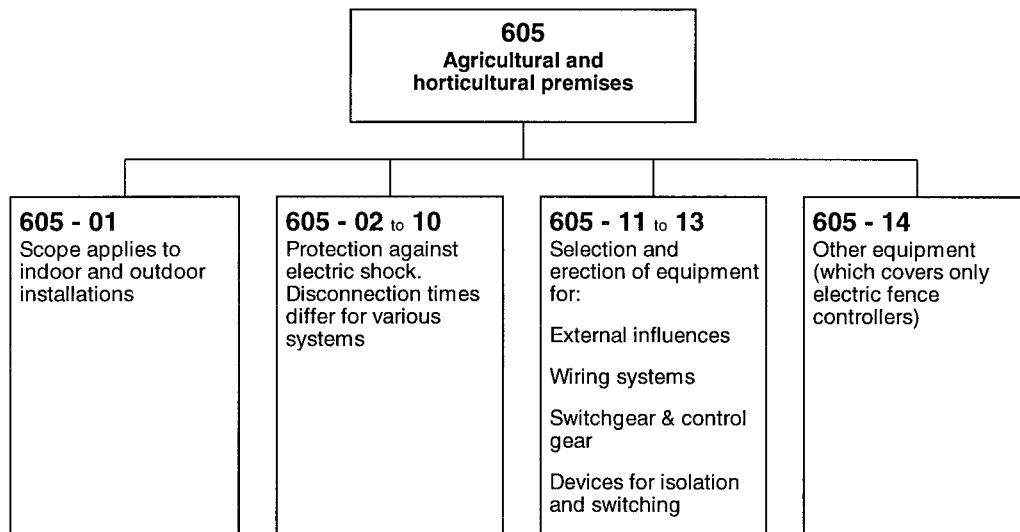 605
Agricultural and
horticultural premises
605 - 01
Scope applies to
indoor and outdoor
installations
605 - 02 to 10
Protection against
electric shock.
Disconnection times
differ for various
systems
605 - 11 to 13
Selection and
erection of equipment
for:
External influences
Wiring systems
Switchgear & control
gear
Devices for isolation
and switching
605 - 14
Other equipment
(which covers only
electric fence
controllers)